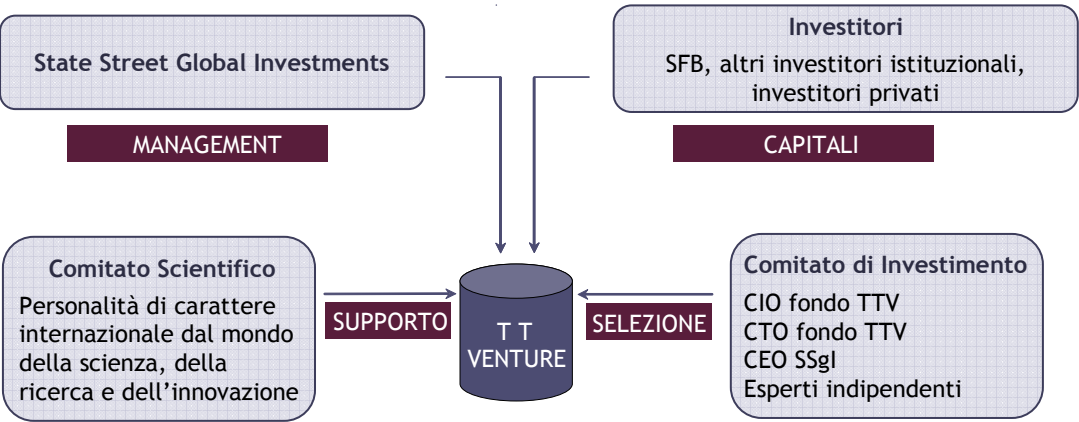 State Street Global Investments
MANAGEMENT
Investitori
SFB, altri investitori istituzionali,
investitori privati
CAPITALI
Comitato Scientifico
Personalità di carattere
internazionale dal mondo
della scienza, della
ricerca e dell’innovazione
SUPPORTO
T T
VENTURE
SELEZIONE
Comitato di Investimento
CIO fondo TTV
CTO fondo TTV
CEO SSgI
Esperti indipendenti